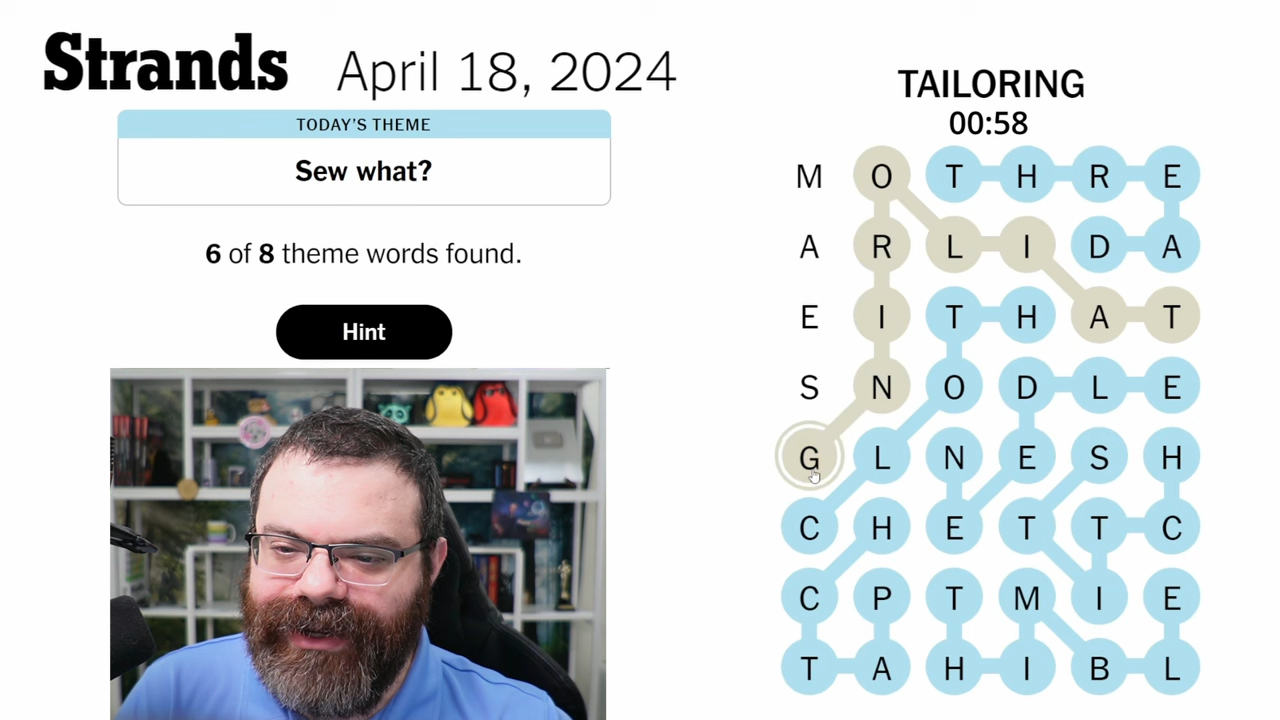 Strands April 18, 2024
TODAY'S THEME
Sew what?
6 of 8 theme words found.
Hint
TAILORING
00:58
M O T H R E
A R L I D A
E I T H A T
S N O D L E
G L N E S H
C H E T T C
C P T M I E
T A H I B L